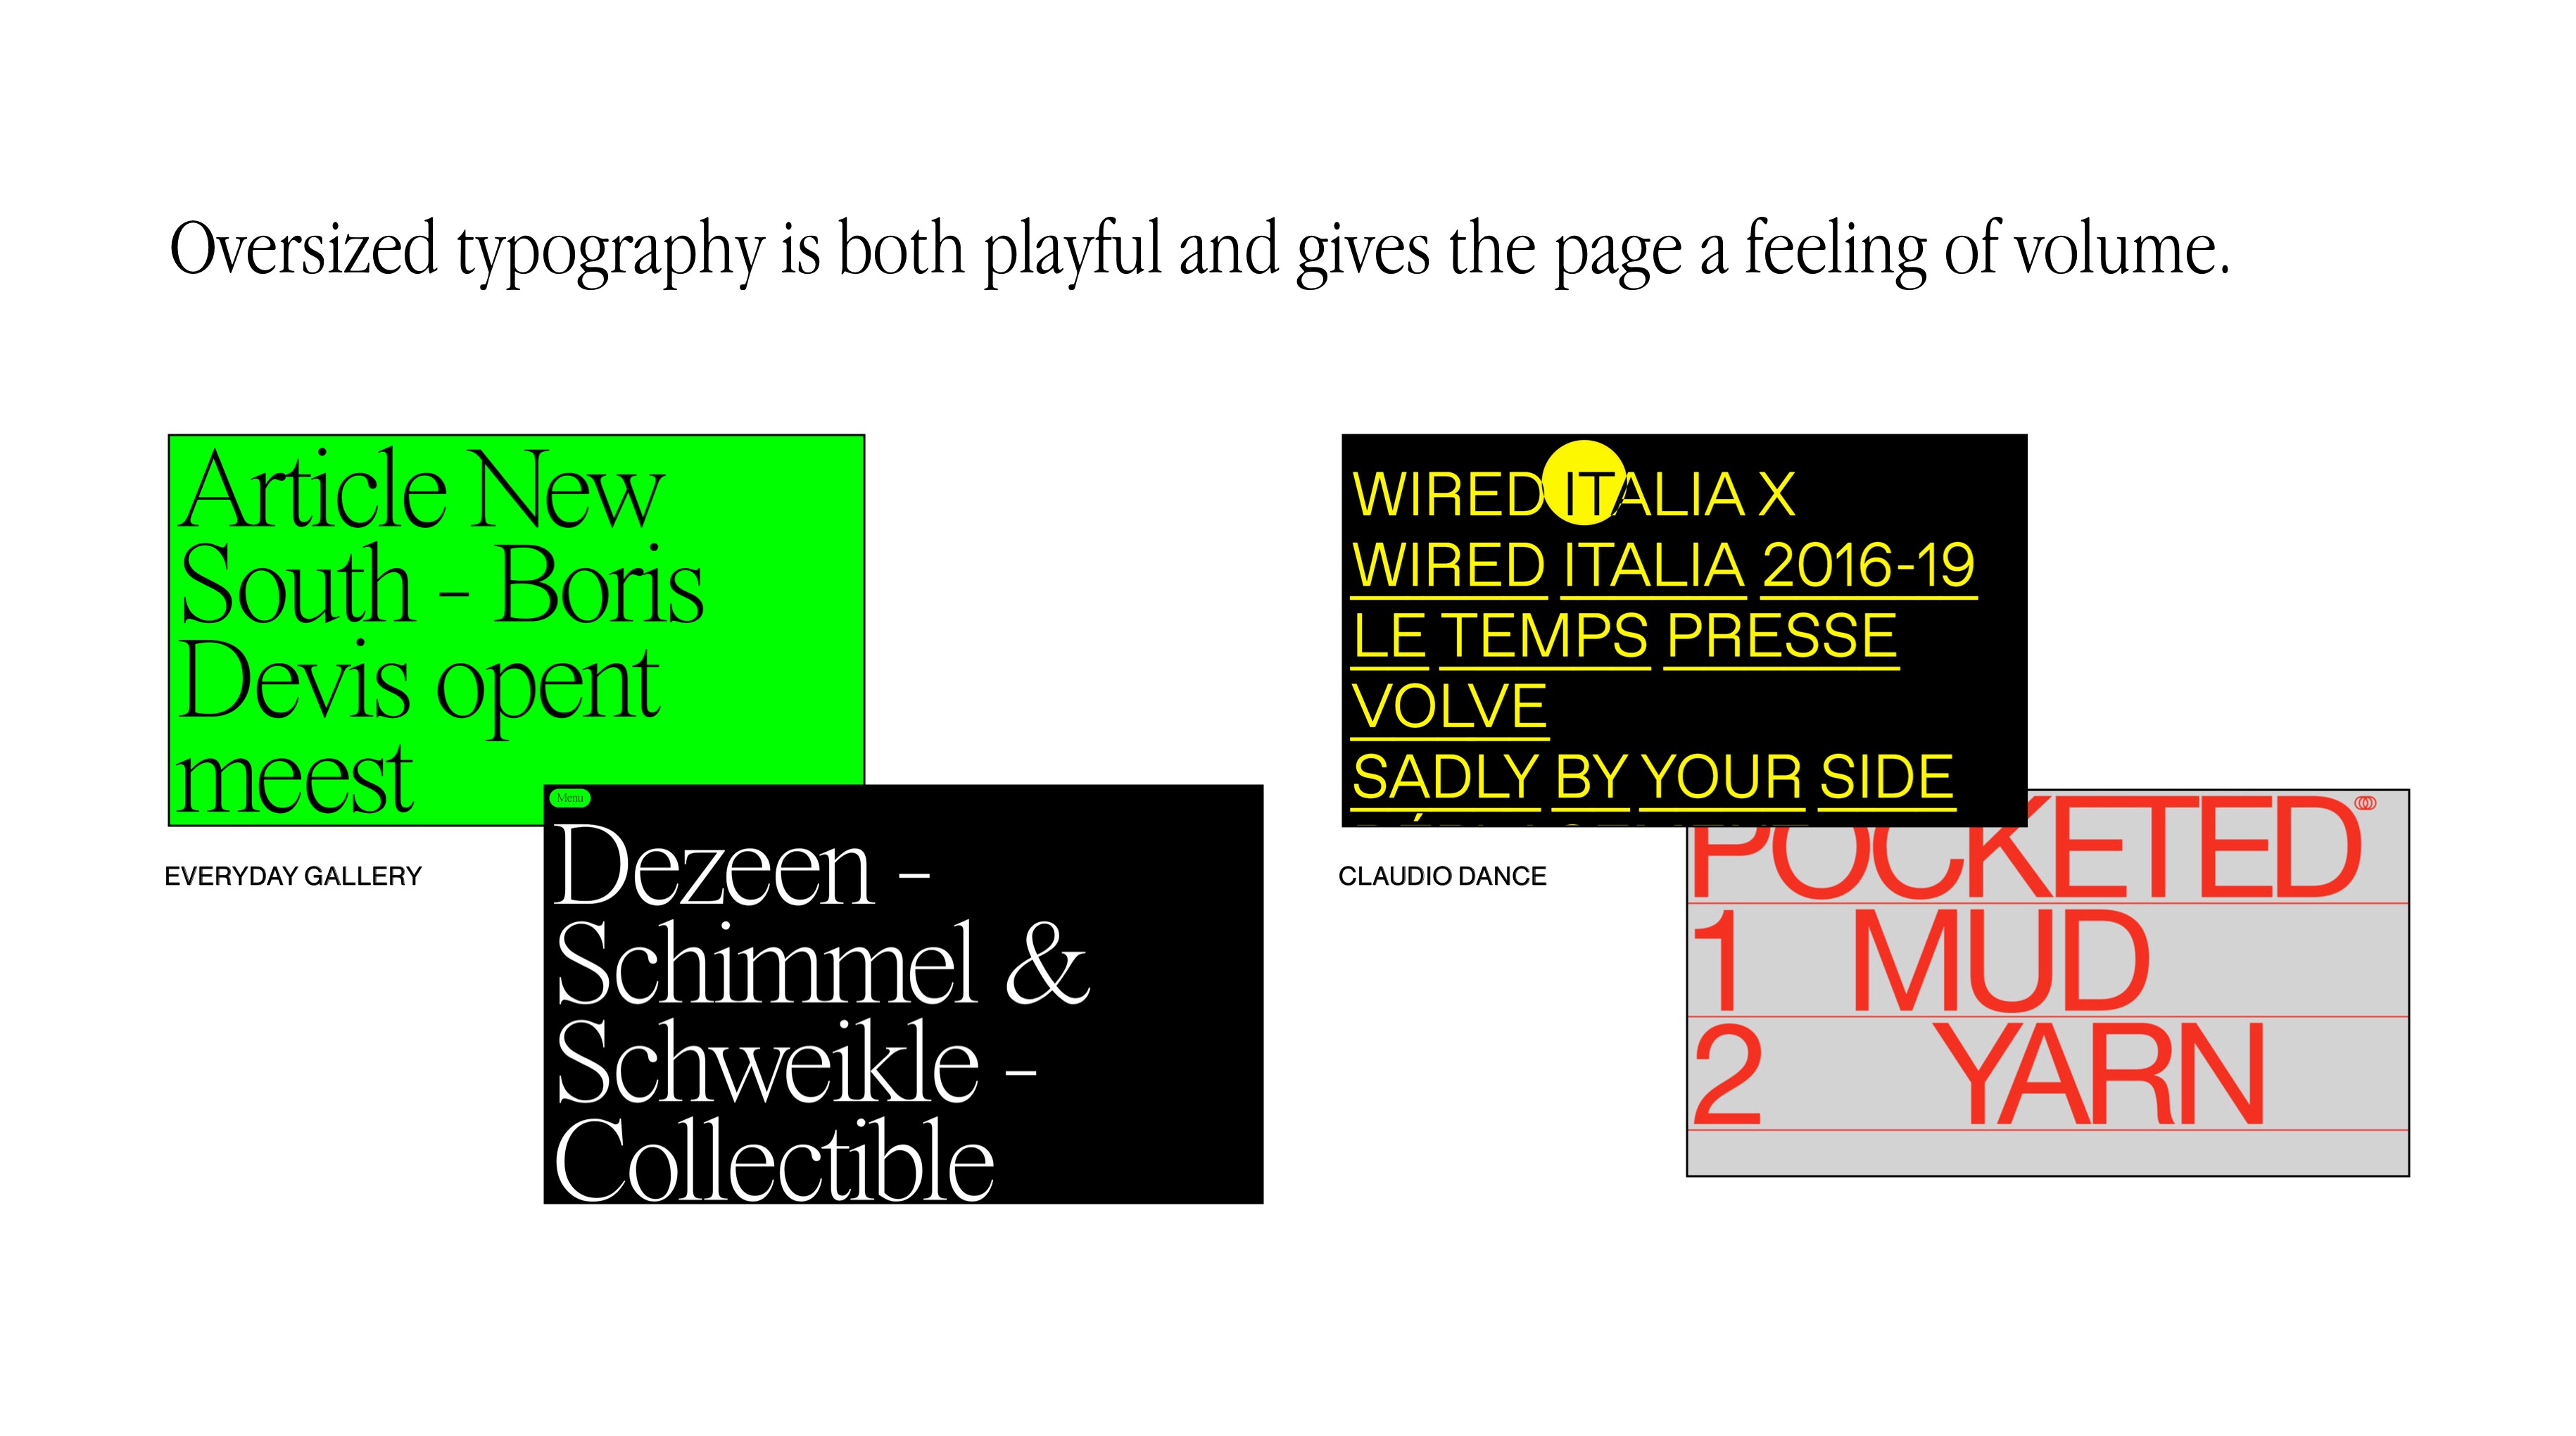 Oversized typography is both playful and gives the page a feeling of volume.
Article New
South - Boris
Devis opent
meest
EVERYDAY GALLERY
Menu
Dezeen -
Schimmel &
Schweikle -
Collectible
WIRED ITALIA X
WIRED ITALIA 2016-19
LE TEMPS PRESSE
VOLVE
SADLY BY YOUR SIDE
CLAUDIO DANCE
POCKETED
1 MUD
2 YARN